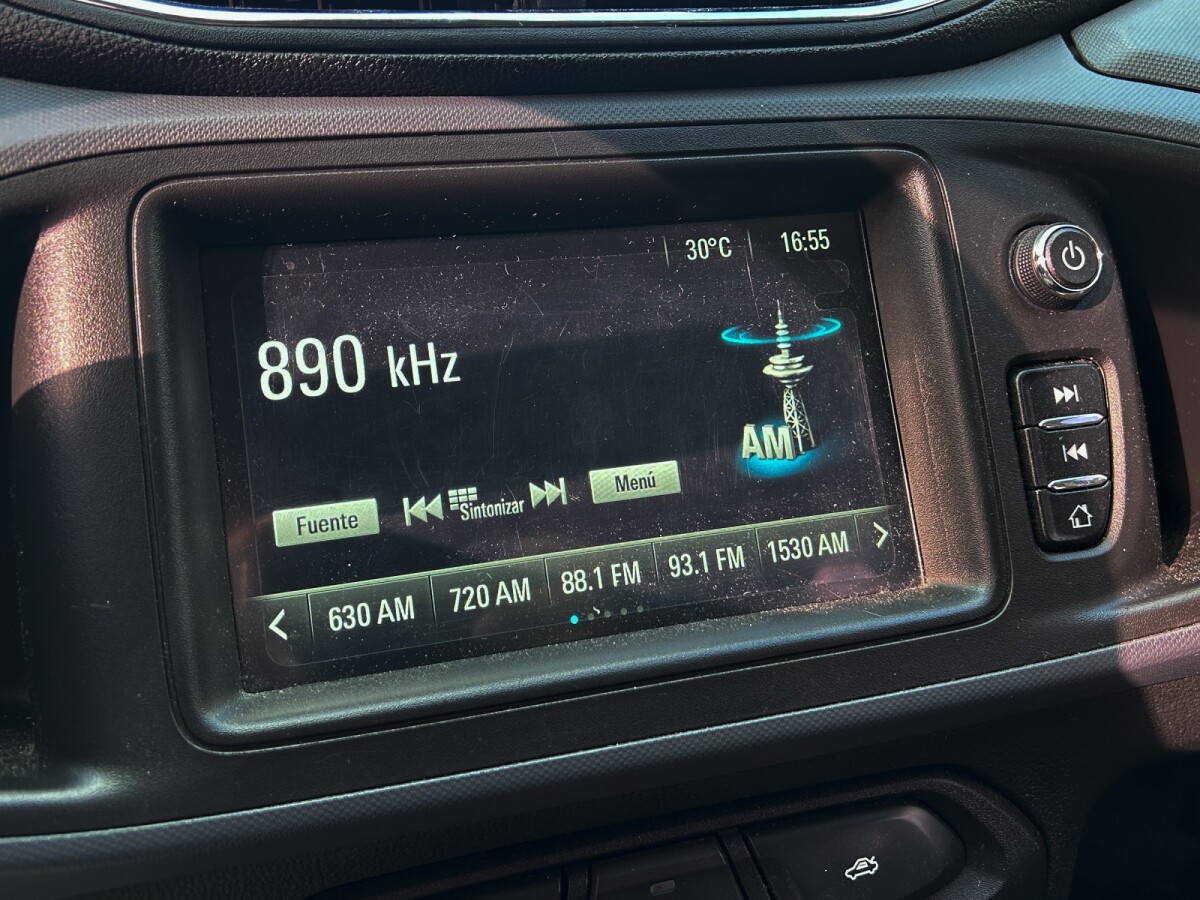 30°C 16:55
890 kHz
AM
Fuente Sintonizar Menú
630 AM 720 AM 88.1 FM 93.1 FM 1530 AM